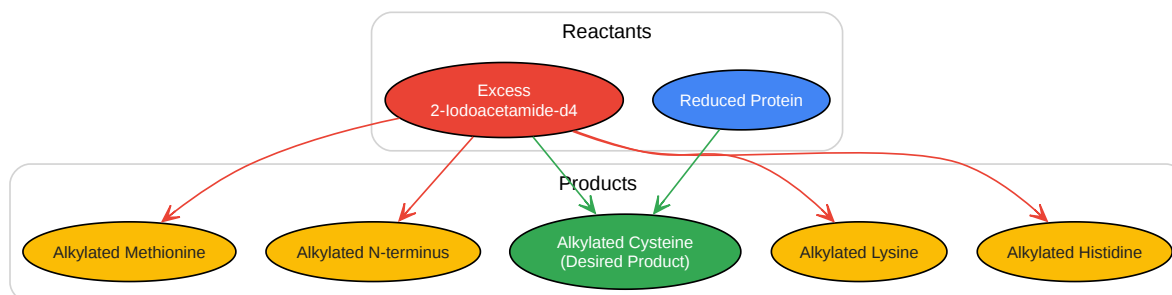 Reactants
Excess
2-Iodoacetamide-d4
Reduced Protein
Products
Alkylated Methionine
Alkylated N-terminus
Alkylated Cysteine
(Desired Product)
Alkylated Lysine
Alkylated Histidine